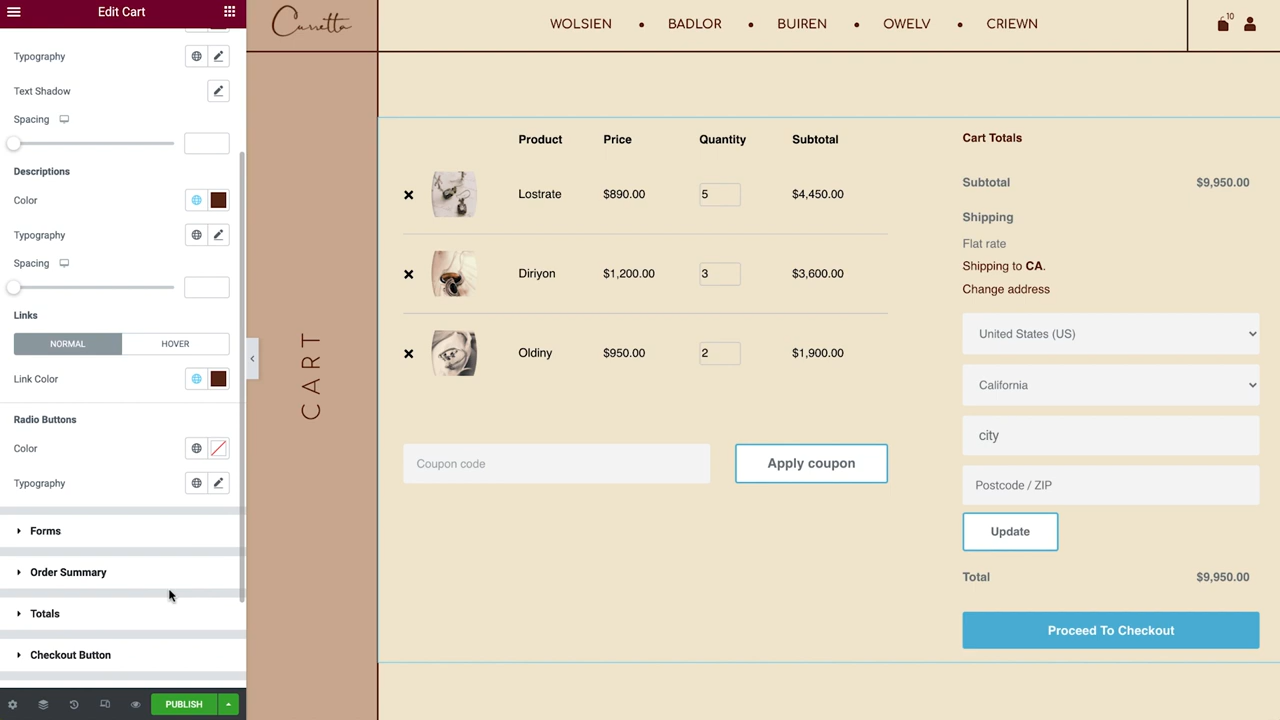 Edit Cart
Typography
Text Shadow
Spacing
Descriptions
Color
Typography
Spacing
Links
NORMAL HOVER
Link Color
Radio Buttons
Color
Typography
Forms
Order Summary
Totals
Checkout Button
PUBLISH
Curretta
WOLSIEN • BADLOR • BUIREN • OWELV • CRIEWN
10
CART
Product Price Quantity Subtotal
Lostrate $890.00 5 $4,450.00
Diriyon $1,200.00 3 $3,600.00
Oldiny $950.00 2 $1,900.00
Coupon code Apply coupon
Cart Totals
Subtotal $9,950.00
Shipping
Flat rate
Shipping to CA.
Change address
United States (US)
California
city
Postcode / ZIP
Update
Total $9,950.00
Proceed To Checkout